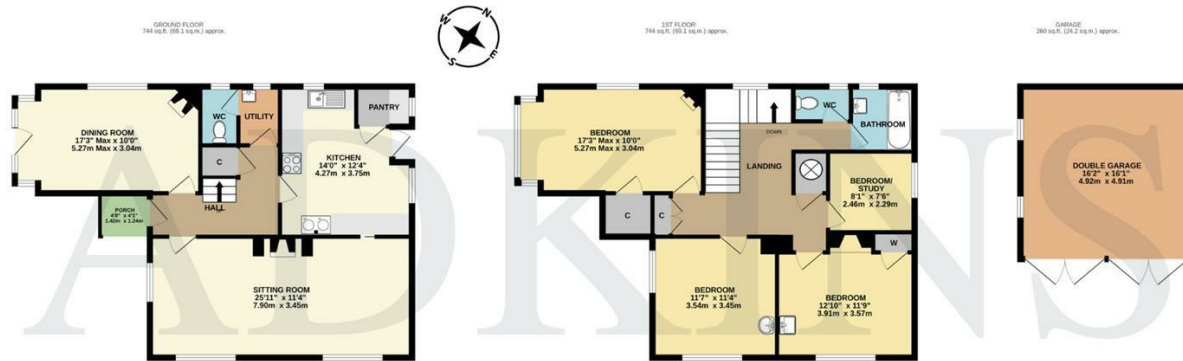 GROUND FLOOR
744 sq.ft. (69.1 sq.m.) approx.
DINING ROOM
17'3" Max x 10'0"
5.27m Max x 3.04m
WC
UTILITY
C
HALL
PORCH
4'8" x 4'1"
1.42m x 1.24m
KITCHEN
14'0" x 12'4"
4.27m x 3.75m
PANTRY
SITTING ROOM
25'11" x 11'4"
7.90m x 3.45m
N
E
S
W
1ST FLOOR
744 sq.ft. (69.1 sq.m.) approx.
BEDROOM
17'3" Max x 10'0"
5.27m Max x 3.04m
DOWN
LANDING
WC
BATHROOM
C
C
BEDROOM/
STUDY
8'1" x 7'6"
2.46m x 2.29m
W
BEDROOM
11'7" x 11'4"
3.54m x 3.45m
BEDROOM
12'10" x 11'9"
3.91m x 3.57m
GARAGE
260 sq.ft. (24.2 sq.m.) approx.
DOUBLE GARAGE
16'2" x 16'1"
4.92m x 4.91m
ADKINS